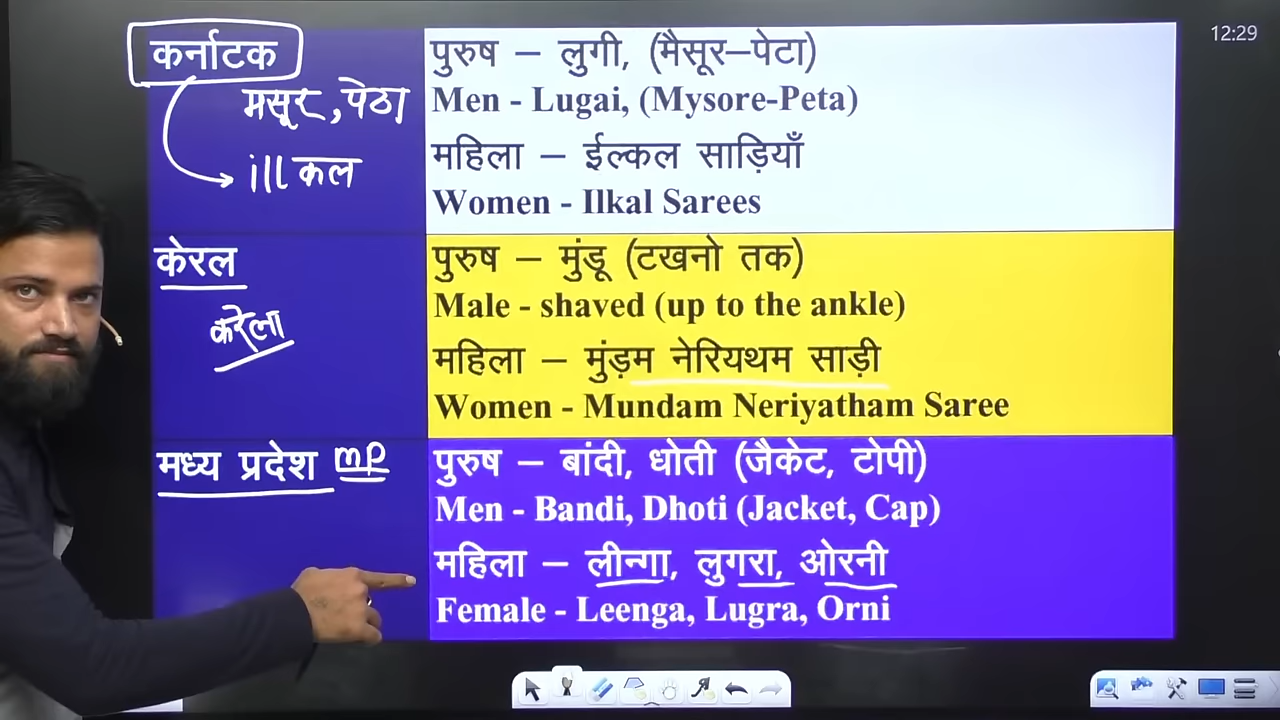 12:29
कर्नाटक
मसूर, पेठा
ill कल
पुरुष – लुगी, (मैसूर–पेटा)
Men - Lugai, (Mysore-Peta)
महिला – ईल्कल साड़ियाँ
Women - Ilkal Sarees
केरल
करेला
पुरुष – मुंडू (टखनो तक)
Male - shaved (up to the ankle)
महिला – मुंड़म नेरियथम साड़ी
Women - Mundam Neriyatham Saree
मध्य प्रदेश mp
पुरुष – बांदी, धोती (जैकेट, टोपी)
Men - Bandi, Dhoti (Jacket, Cap)
महिला – लीन्गा, लुगरा, ओरनी
Female - Leenga, Lugra, Orni